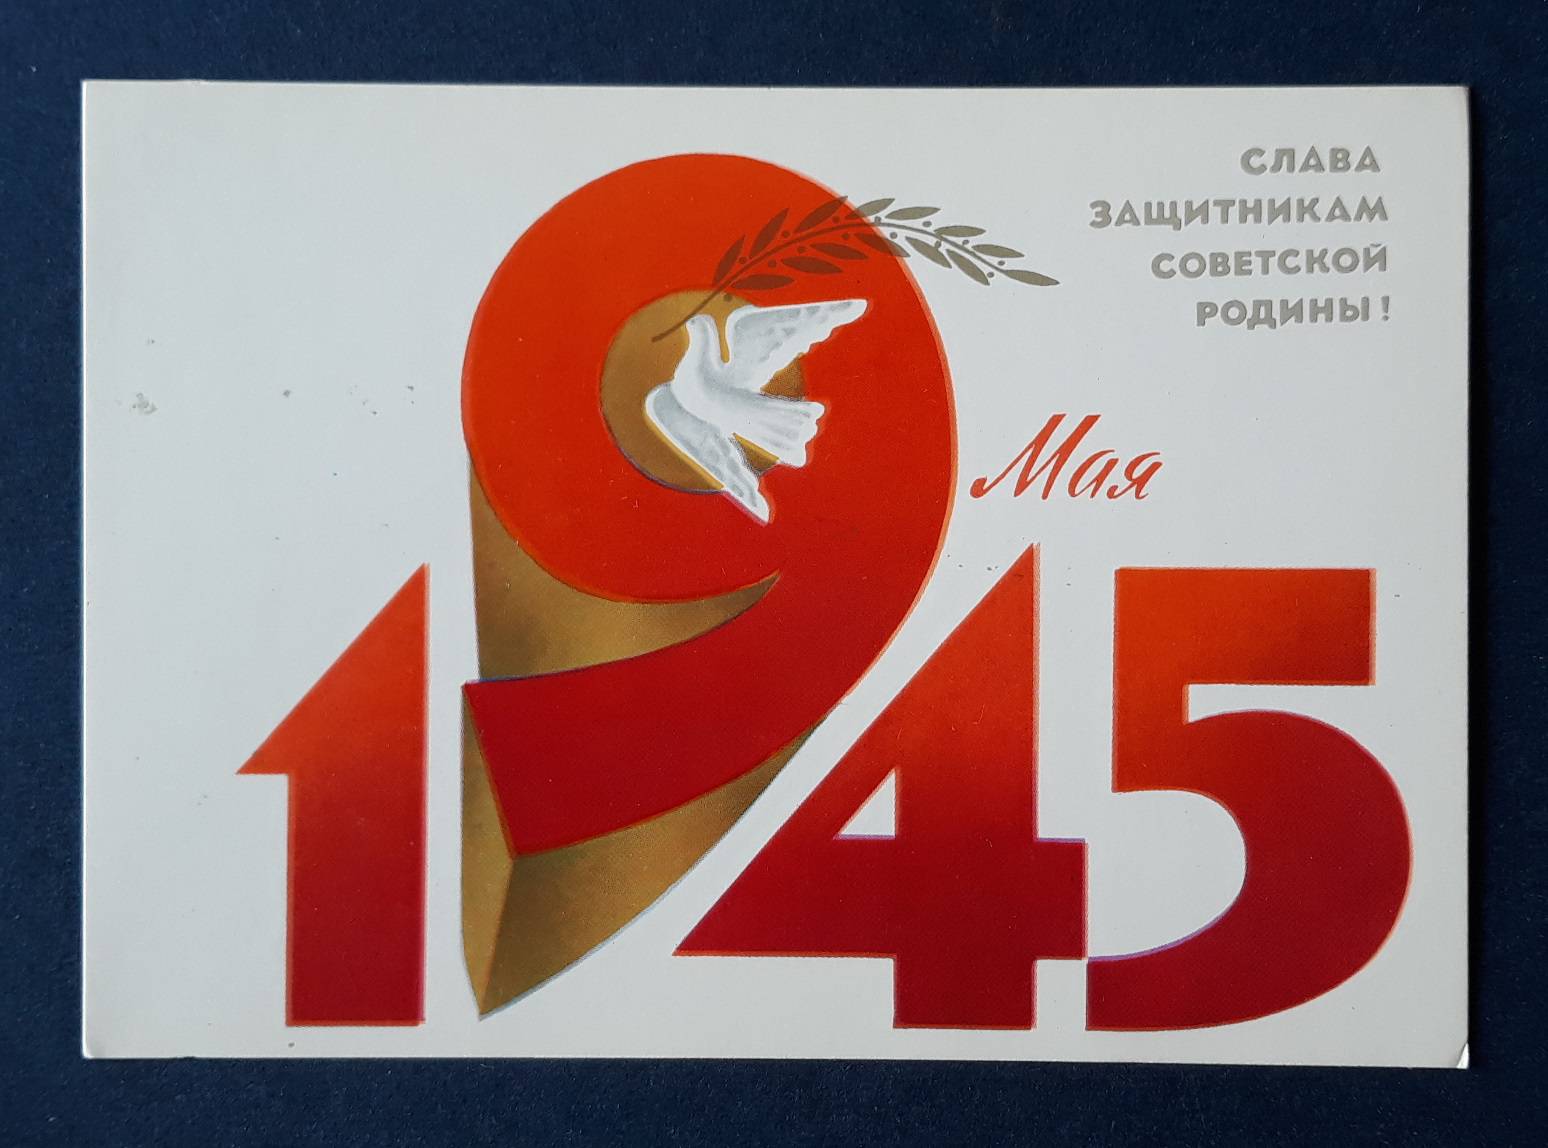 СЛАВА
ЗАЩИТНИКАМ
СОВЕТСКОЙ
РОДИНЫ!
9 Мая
1945